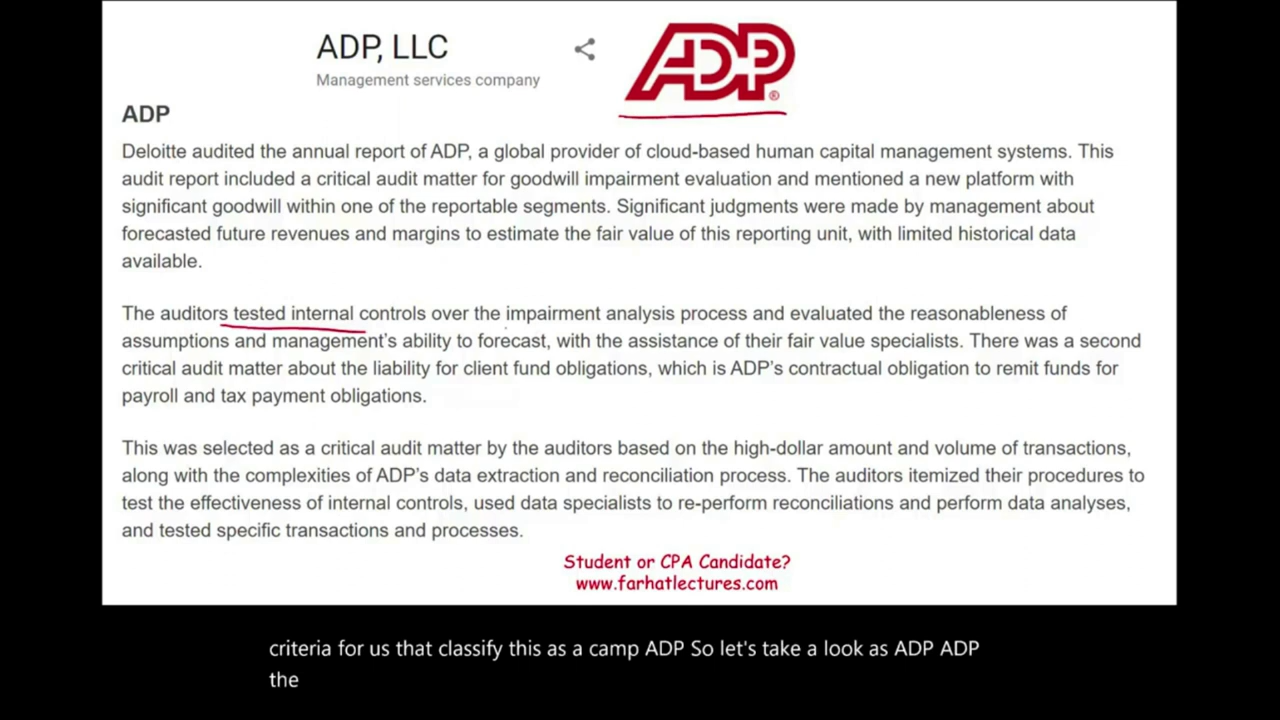 ADP, LLC
ADP
®
Management services company
ADP
Deloitte audited the annual report of ADP, a global provider of cloud-based human capital management systems. This
audit report included a critical audit matter for goodwill impairment evaluation and mentioned a new platform with
significant goodwill within one of the reportable segments. Significant judgments were made by management about
forecasted future revenues and margins to estimate the fair value of this reporting unit, with limited historical data
available.
The auditors tested internal controls over the impairment analysis process and evaluated the reasonableness of
assumptions and management's ability to forecast, with the assistance of their fair value specialists. There was a second
critical audit matter about the liability for client fund obligations, which is ADP's contractual obligation to remit funds for
payroll and tax payment obligations.
This was selected as a critical audit matter by the auditors based on the high-dollar amount and volume of transactions,
along with the complexities of ADP's data extraction and reconciliation process. The auditors itemized their procedures to
test the effectiveness of internal controls, used data specialists to re-perform reconciliations and perform data analyses,
and tested specific transactions and processes.
Student or CPA Candidate?
www.farhatlectures.com
criteria for us that classify this as a camp ADP So let's take a look as ADP ADP
the